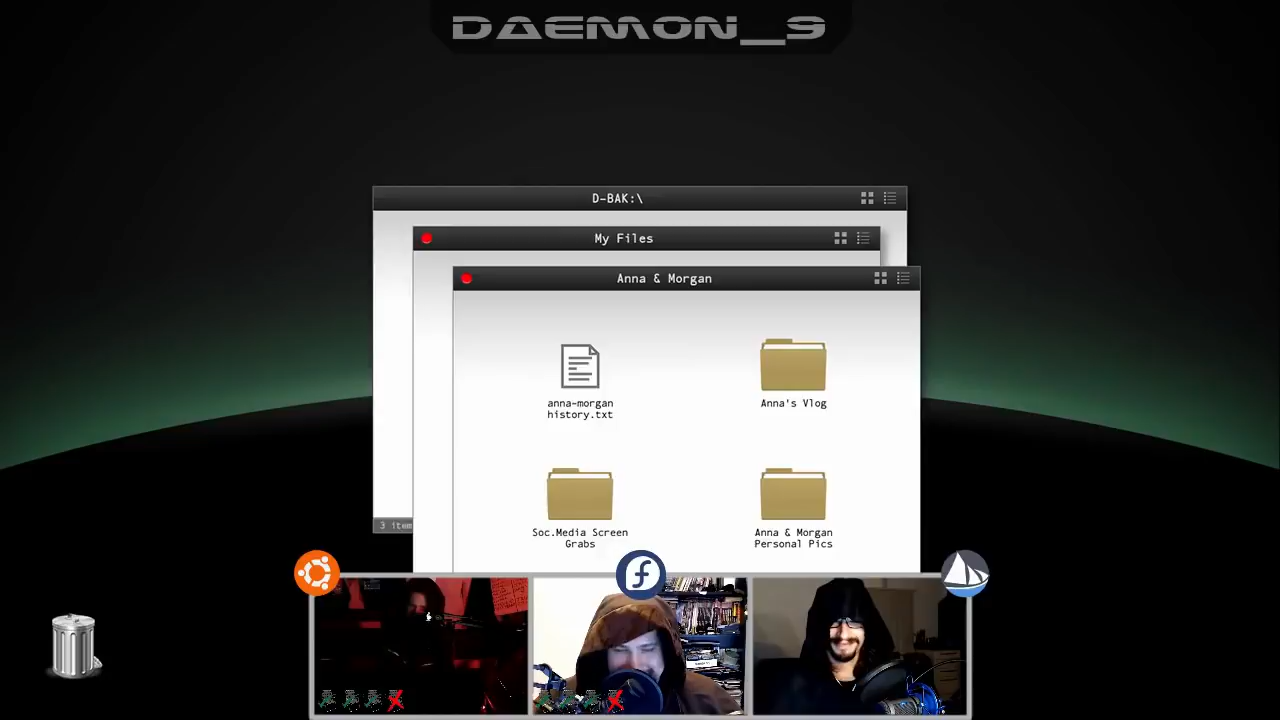 DAEMON_9
D-BAK:\
My Files
Anna & Morgan
anna-morgan
history.txt
Anna's Vlog
Soc.Media Screen
Grabs
Anna & Morgan
Personal Pics
3 item